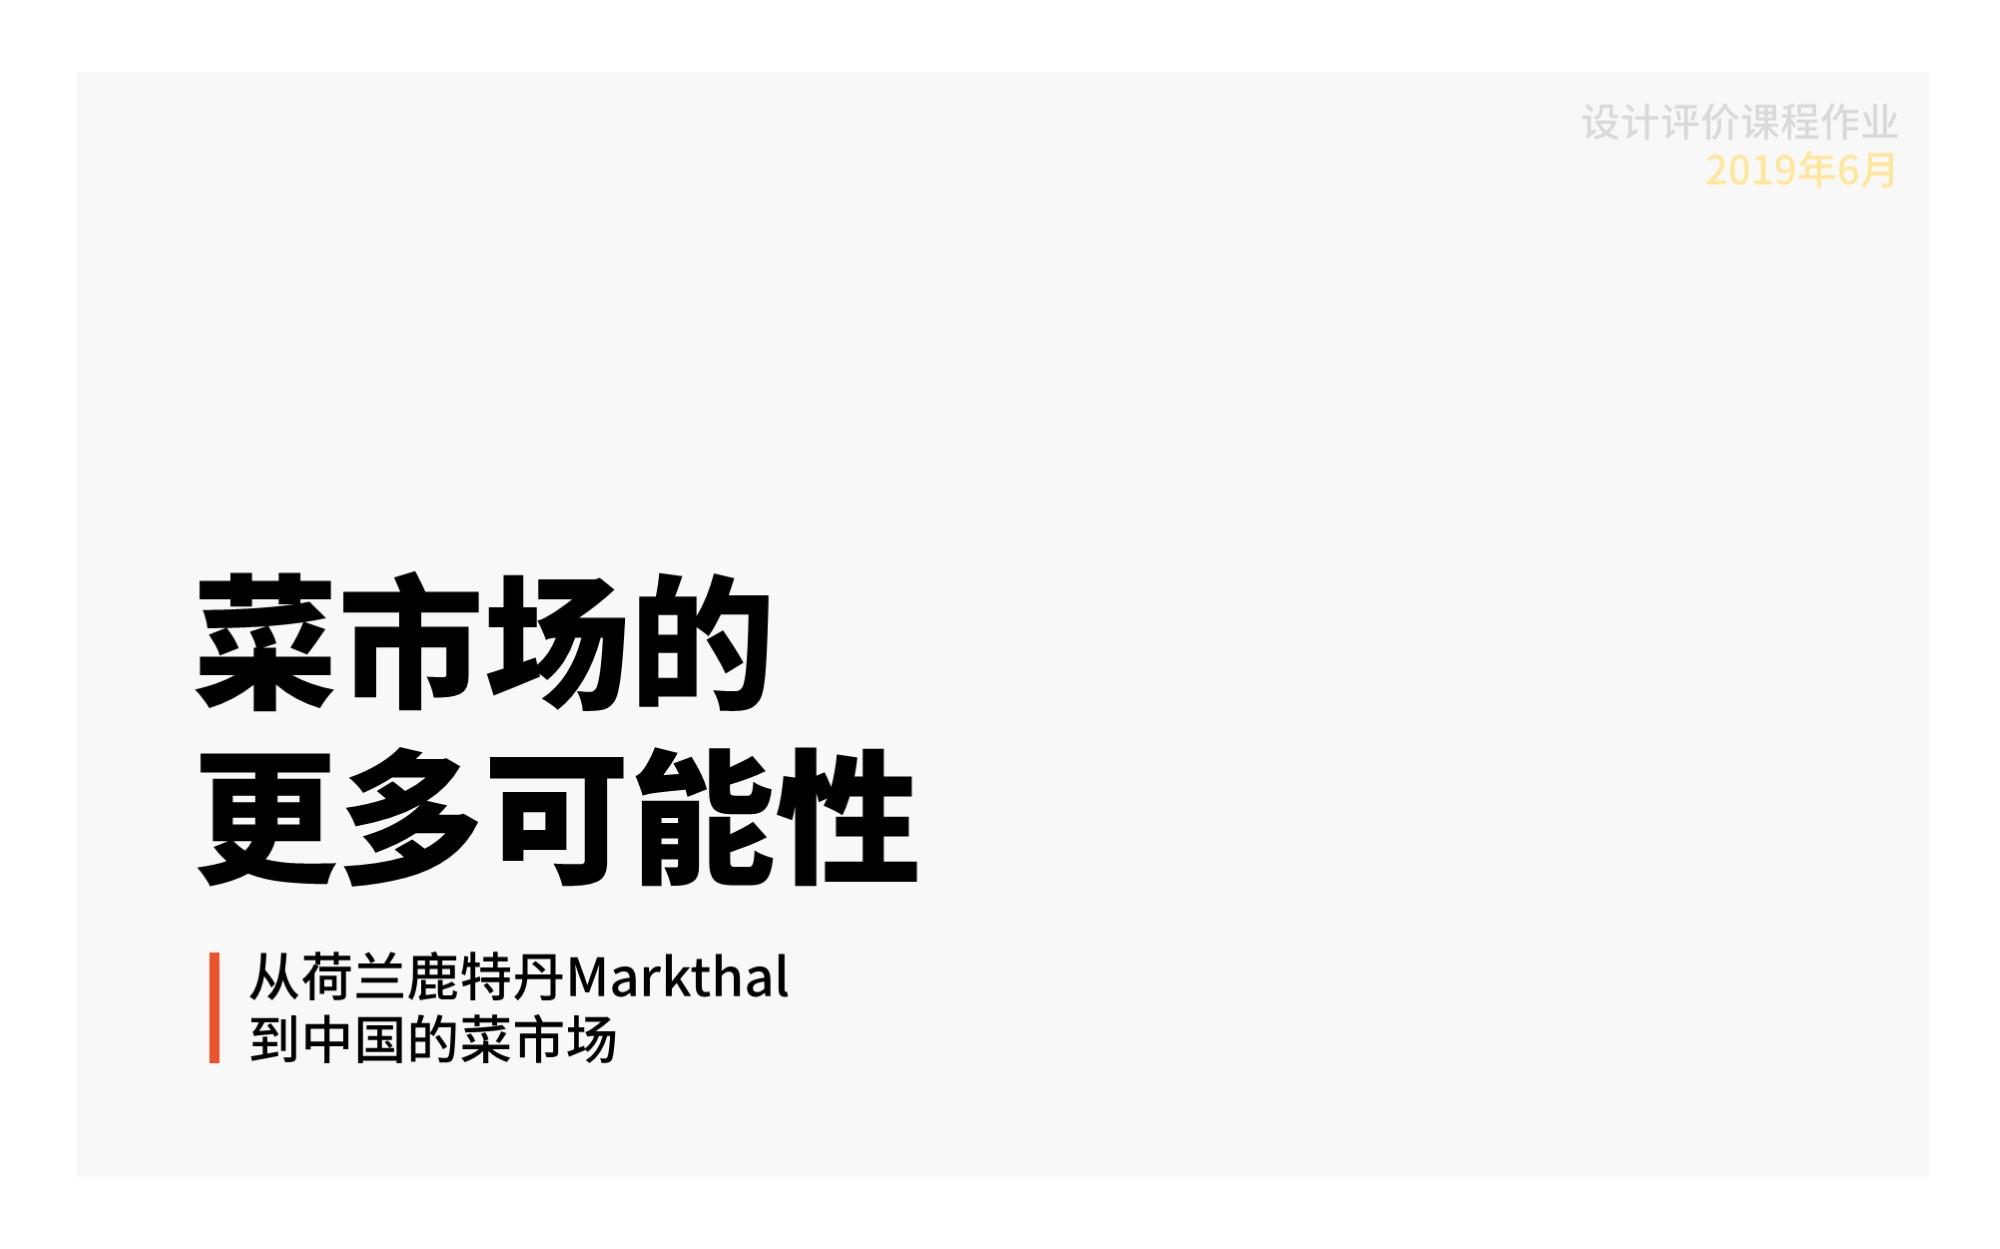 设计评价课程作业
2019年6月
菜市场的
更多可能性
从荷兰鹿特丹Markthal
到中国的菜市场